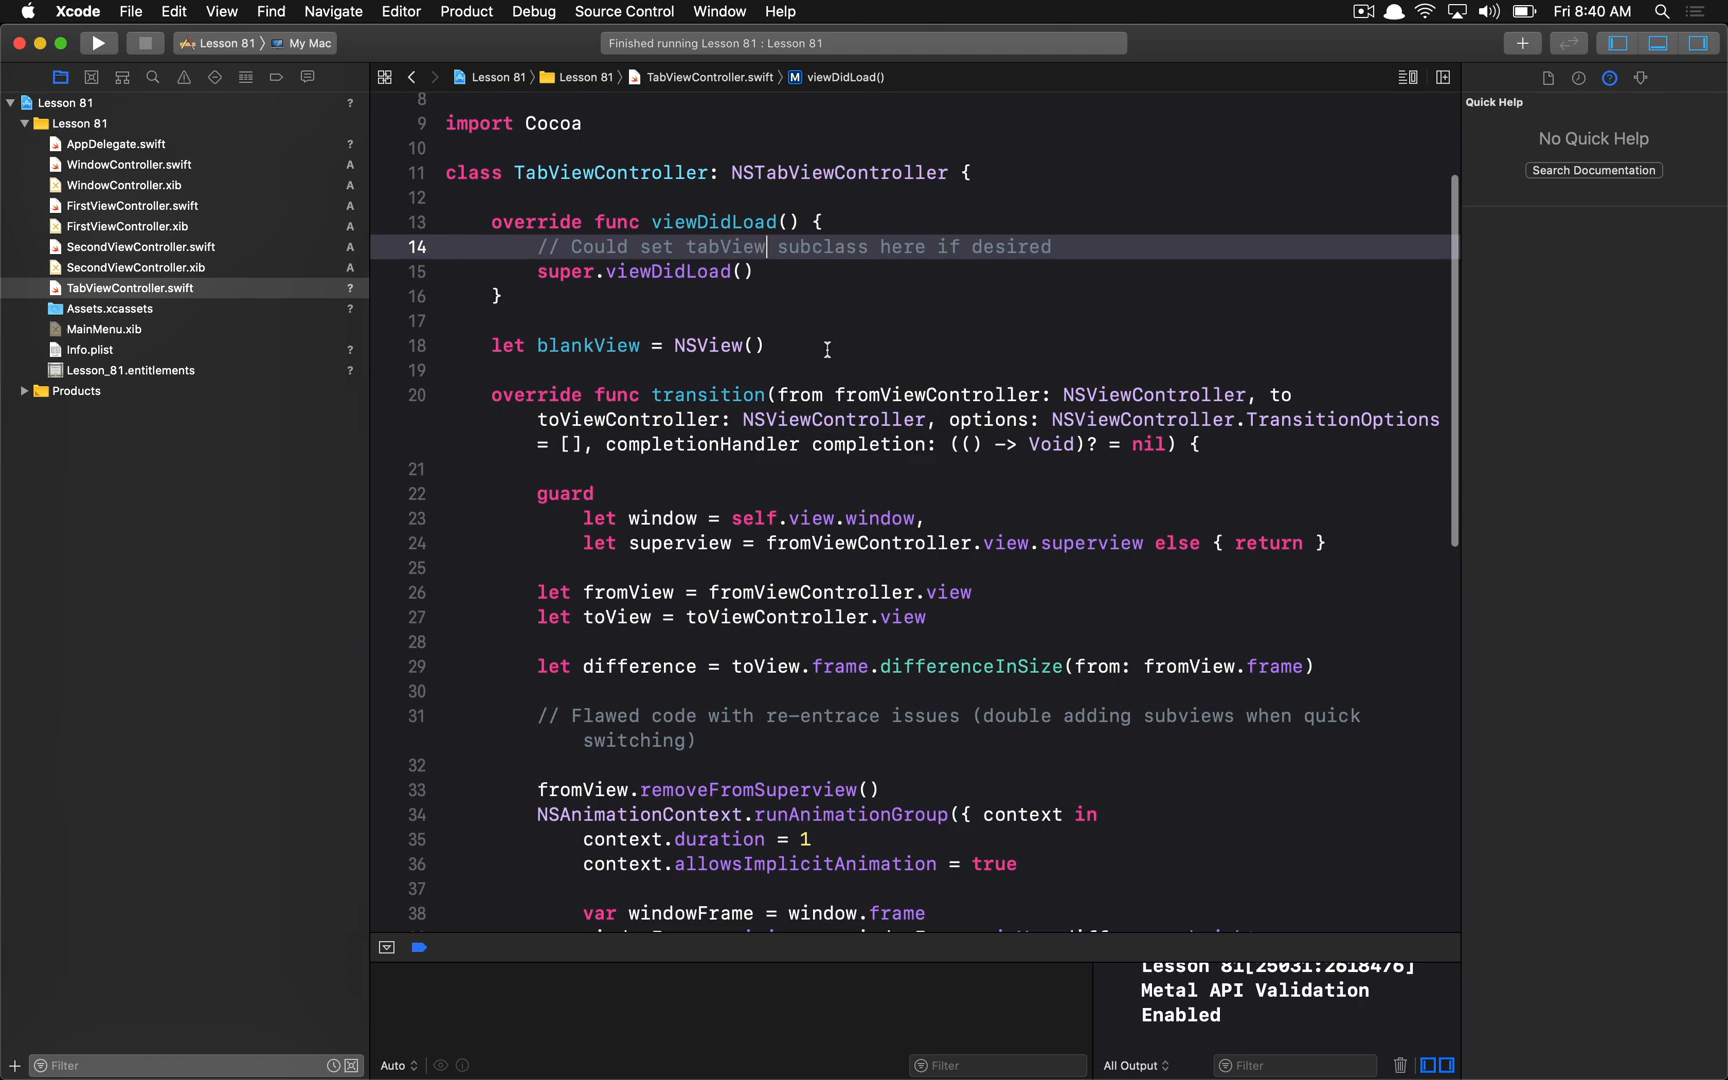 Xcode File Edit View Find Navigate Editor Product Debug Source Control Window Help Fri 8:40 AM
Lesson 81 My Mac Finished running Lesson 81 : Lesson 81
Lesson 81 Lesson 81 TabViewController.swift M viewDidLoad()
Lesson 81 ?
Lesson 81
AppDelegate.swift ?
WindowController.swift A
WindowController.xib A
FirstViewController.swift A
FirstViewController.xib A
SecondViewController.swift A
SecondViewController.xib A
TabViewController.swift ?
Assets.xcassets ?
MainMenu.xib
Info.plist ?
Lesson_81.entitlements ?
Products
8
9 import Cocoa
10
11 class TabViewController: NSTabViewController {
12
13 override func viewDidLoad() {
14 // Could set tabView subclass here if desired
15 super.viewDidLoad()
16 }
17
18 let blankView = NSView()
19
20 override func transition(from fromViewController: NSViewController, to
toViewController: NSViewController, options: NSViewController.TransitionOptions
= [], completionHandler completion: (() -> Void)? = nil) {
21
22 guard
23 let window = self.view.window,
24 let superview = fromViewController.view.superview else { return }
25
26 let fromView = fromViewController.view
27 let toView = toViewController.view
28
29 let difference = toView.frame.differenceInSize(from: fromView.frame)
30
31 // Flawed code with re-entrace issues (double adding subviews when quick
switching)
32
33 fromView.removeFromSuperview()
34 NSAnimationContext.runAnimationGroup({ context in
35 context.duration = 1
36 context.allowsImplicitAnimation = true
37
38 var windowFrame = window.frame
Quick Help
No Quick Help
Search Documentation
Lesson 81[25031:2618476]
Metal API Validation
Enabled
Filter Auto Filter All Output Filter